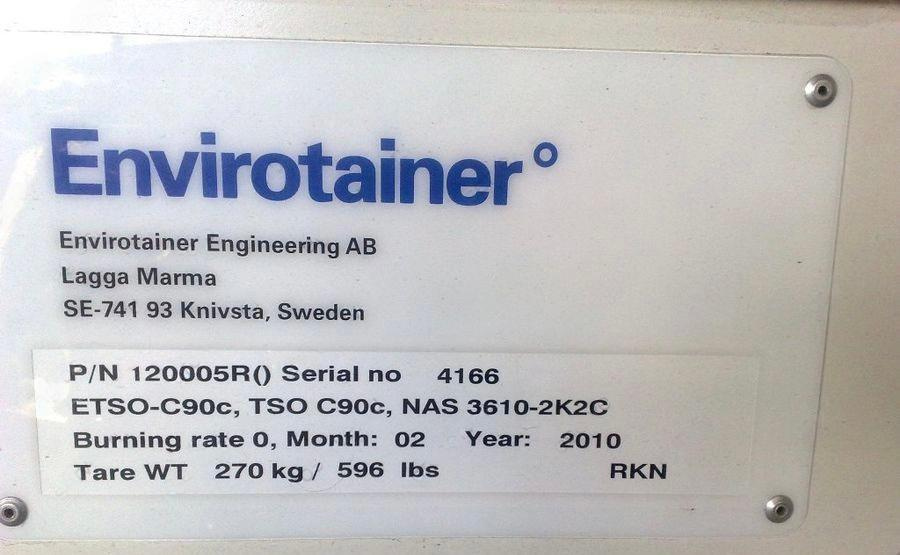 Envirotainer°
Envirotainer Engineering AB
Lagga Marma
SE-741 93 Knivsta, Sweden
P/N 120005R() Serial no 4166
ETSO-C90c, TSO C90c, NAS 3610-2K2C
Burning rate 0, Month: 02 Year: 2010
Tare WT 270 kg / 596 lbs RKN